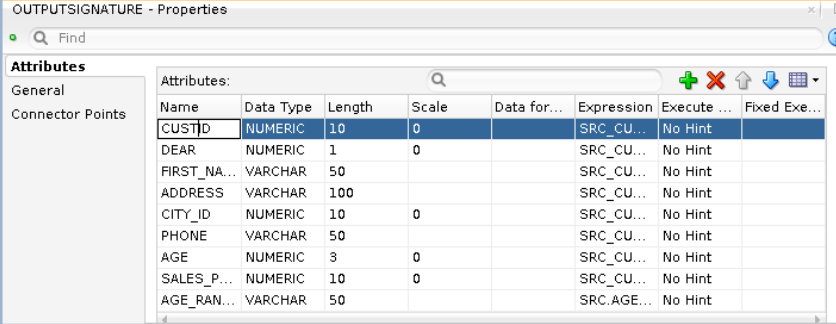 OUTPUTSIGNATURE - Properties
Find
Attributes
General
Connector Points
Attributes:
Name Data Type Length Scale Data for... Expression Execute ... Fixed Exe...
CUSTID NUMERIC 10 0 SRC_CU... No Hint
DEAR NUMERIC 1 0 SRC_CU... No Hint
FIRST_NA... VARCHAR 50 SRC_CU... No Hint
ADDRESS VARCHAR 100 SRC_CU... No Hint
CITY_ID NUMERIC 10 0 SRC_CU... No Hint
PHONE VARCHAR 50 SRC_CU... No Hint
AGE NUMERIC 3 0 SRC_CU... No Hint
SALES_P... NUMERIC 10 0 SRC_CU... No Hint
AGE_RAN... VARCHAR 50 SRC.AGE... No Hint